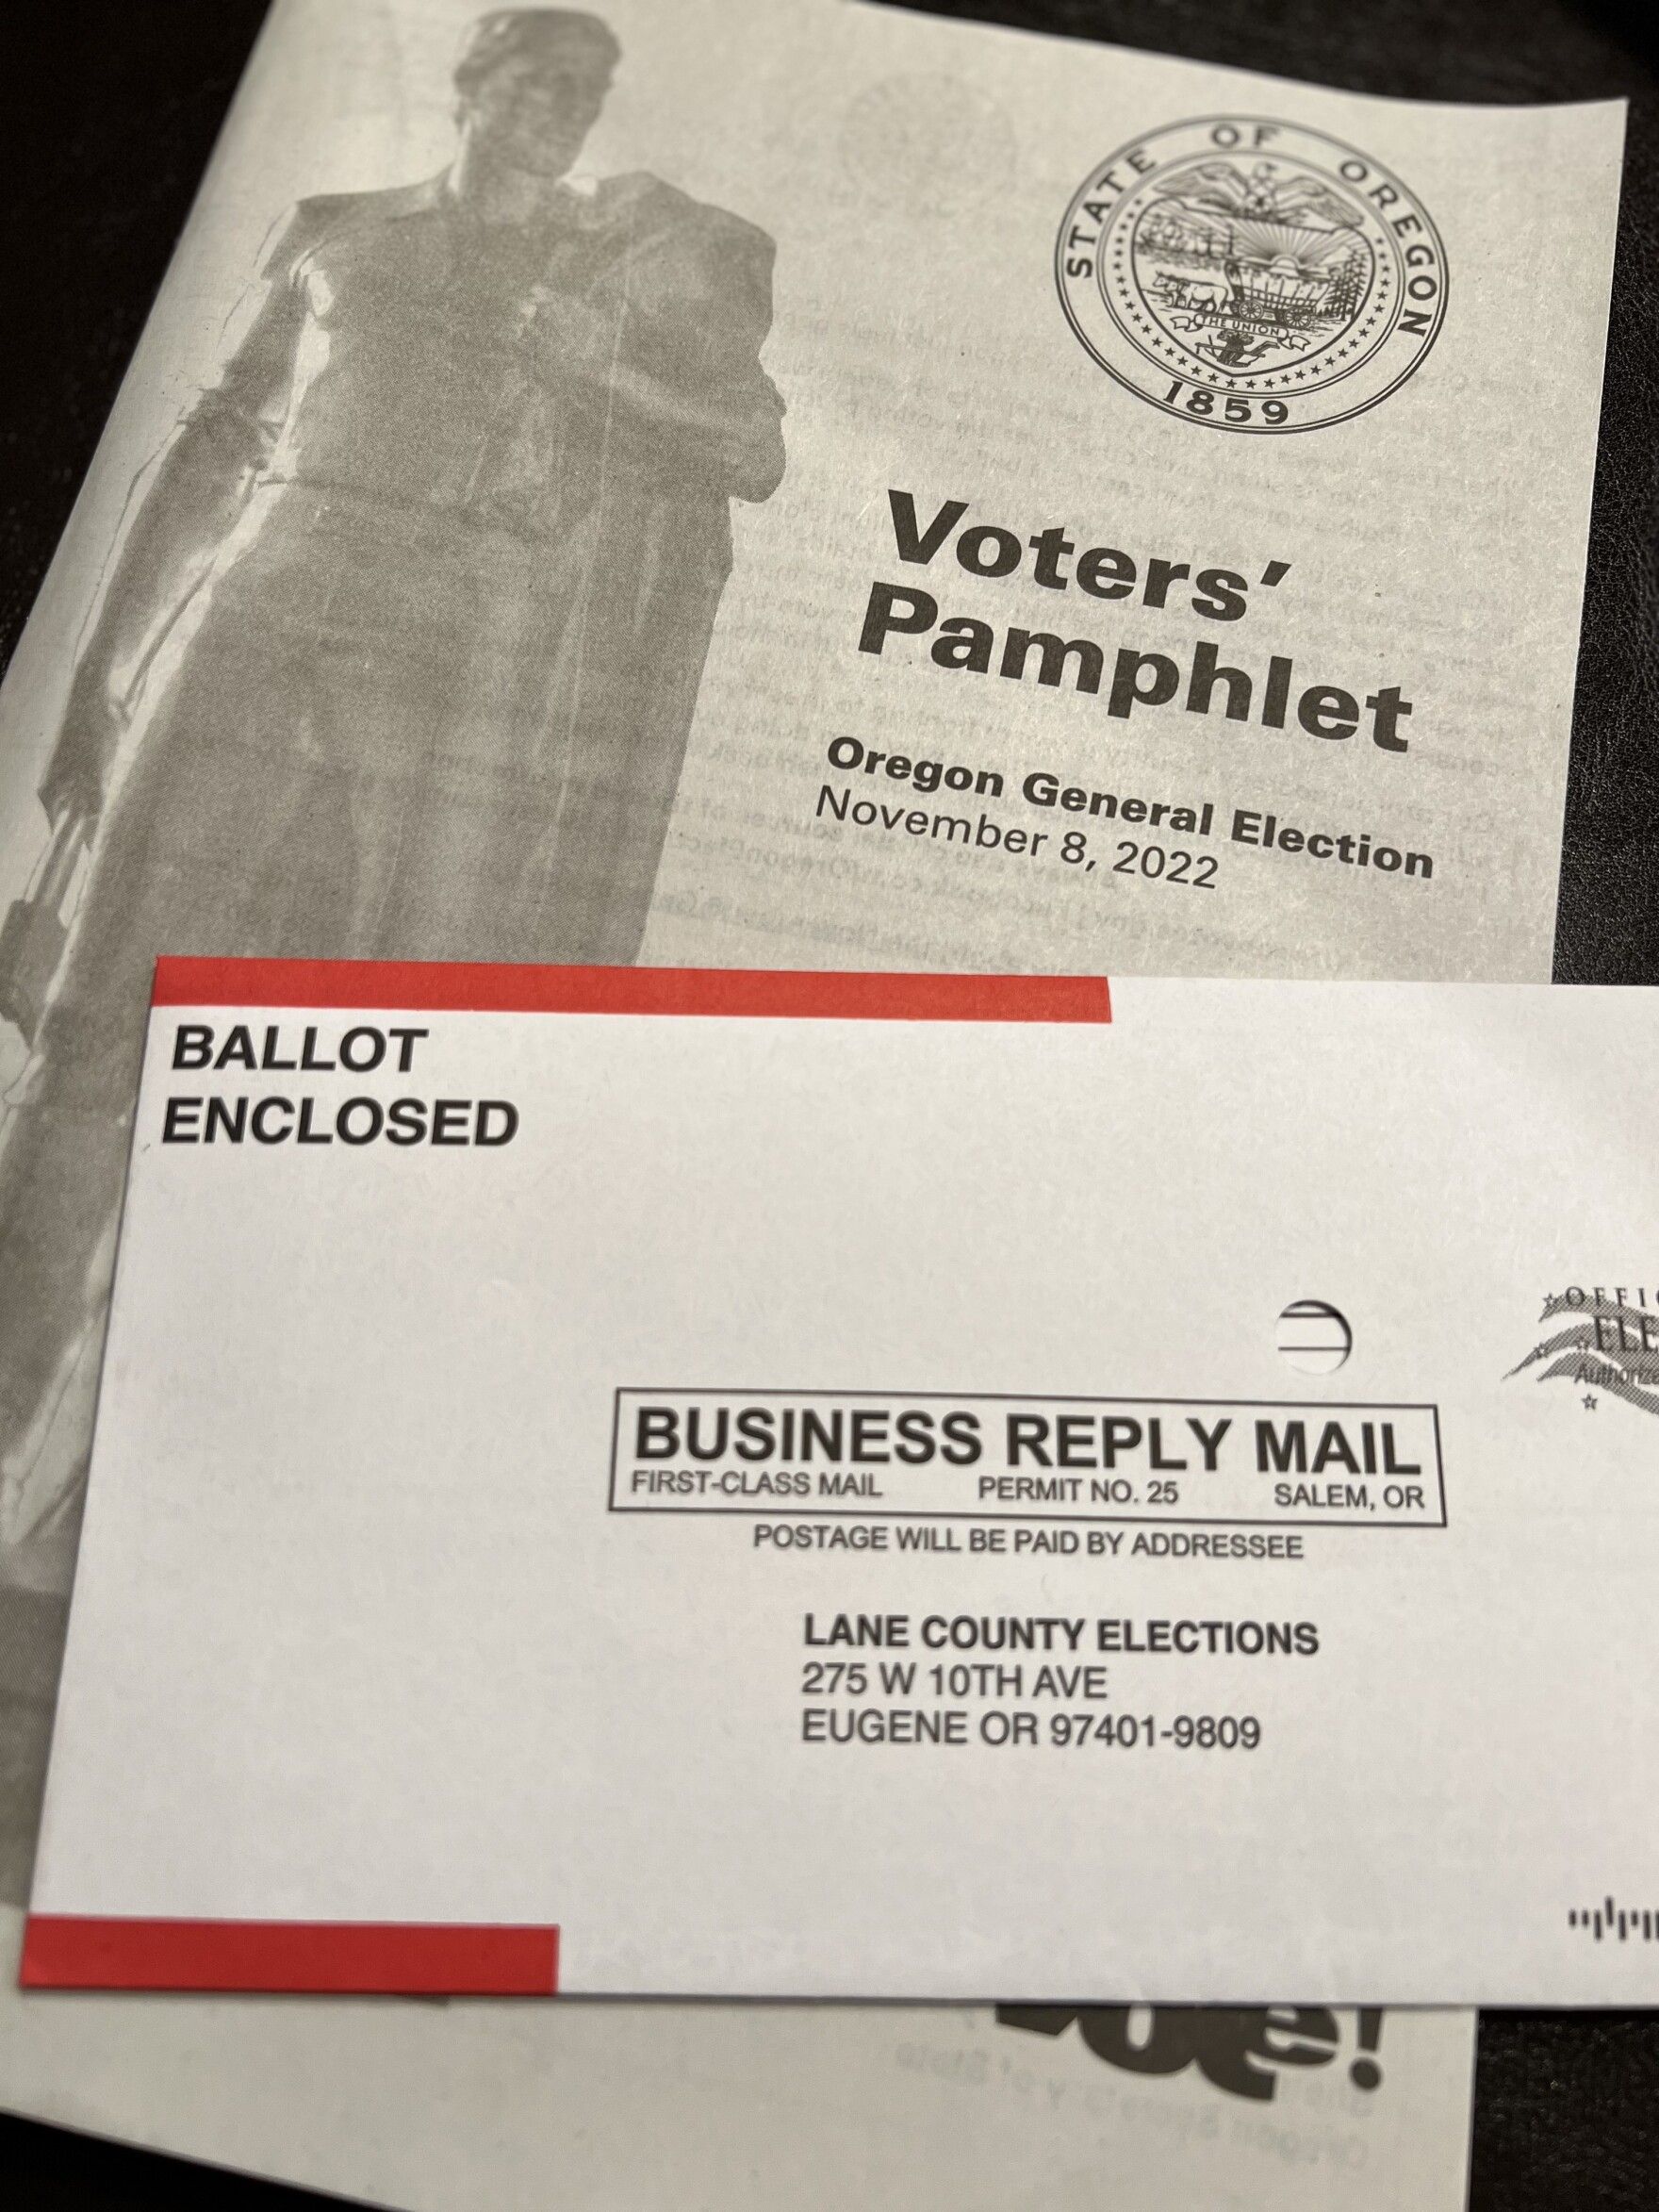 STATE OF OREGON
THE UNION
1859
Voters’
Pamphlet
Oregon General Election
November 8, 2022
BALLOT
ENCLOSED
BUSINESS REPLY MAIL
FIRST-CLASS MAIL PERMIT NO. 25 SALEM, OR
POSTAGE WILL BE PAID BY ADDRESSEE
LANE COUNTY ELECTIONS
275 W 10TH AVE
EUGENE OR 97401-9809